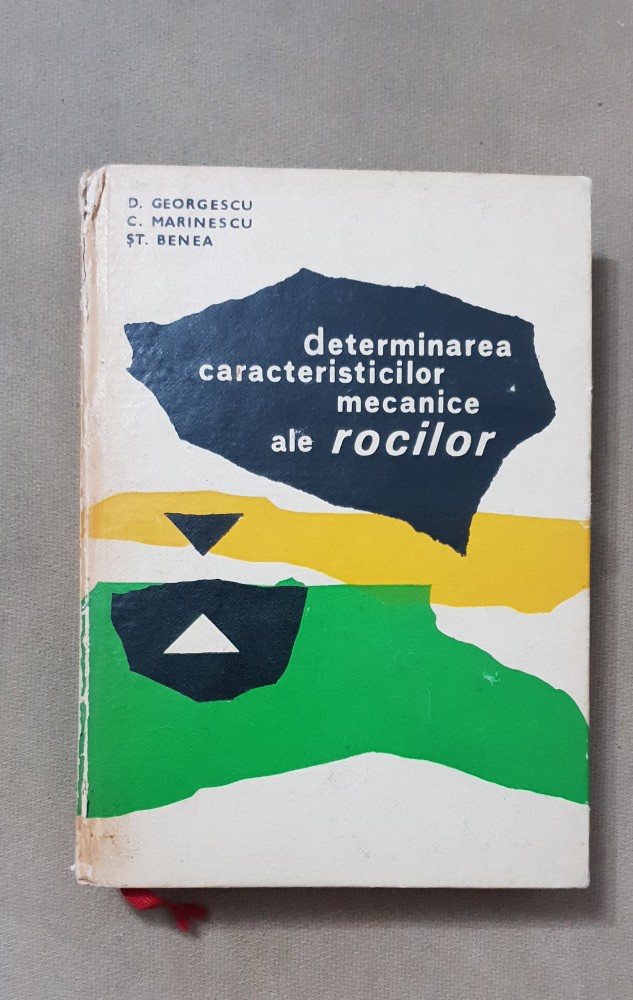 D. GEORGESCU
C. MARINESCU
ŞT. BENEA
determinarea
caracteristicilor
mecanice
ale rocilor